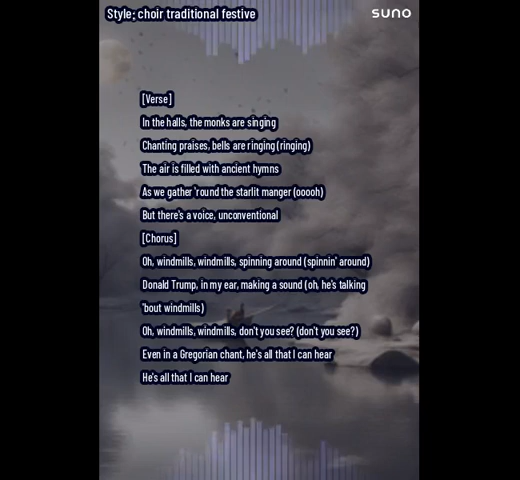 Style: choir traditional festive
suno
[Verse]
In the halls, the monks are singing
Chanting praises, bells are ringing (ringing)
The air is filled with ancient hymns
As we gather 'round the starlit manger (ooooh)
But there's a voice, unconventional
[Chorus]
Oh, windmills, windmills, spinning around (spinnin' around)
Donald Trump, in my ear, making a sound (oh, he's talking
'bout windmills)
Oh, windmills, windmills, don't you see? (don't you see?)
Even in a Gregorian chant, he's all that I can hear
He's all that I can hear